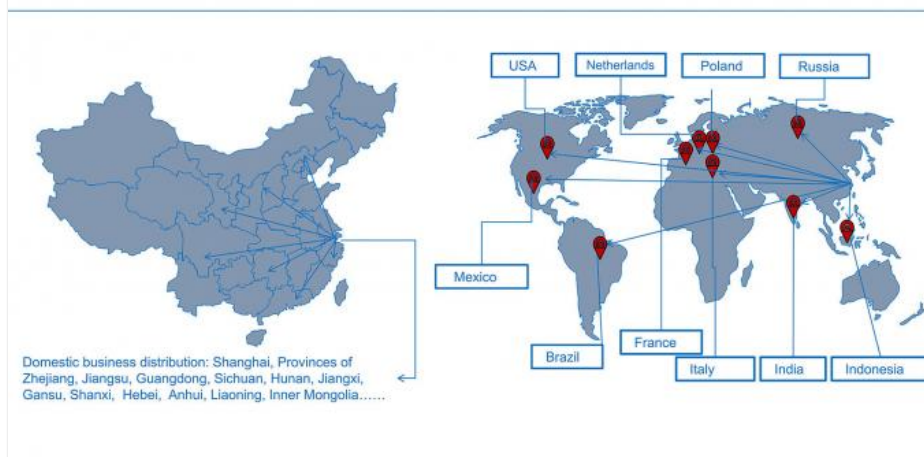 USA
Netherlands
Poland
Russia
Mexico
Brazil
France
Italy
India
Indonesia
Domestic business distribution: Shanghai, Provinces of
Zhejiang, Jiangsu, Guangdong, Sichuan, Hunan, Jiangxi,
Gansu, Shanxi, Hebei, Anhui, Liaoning, Inner Mongolia……